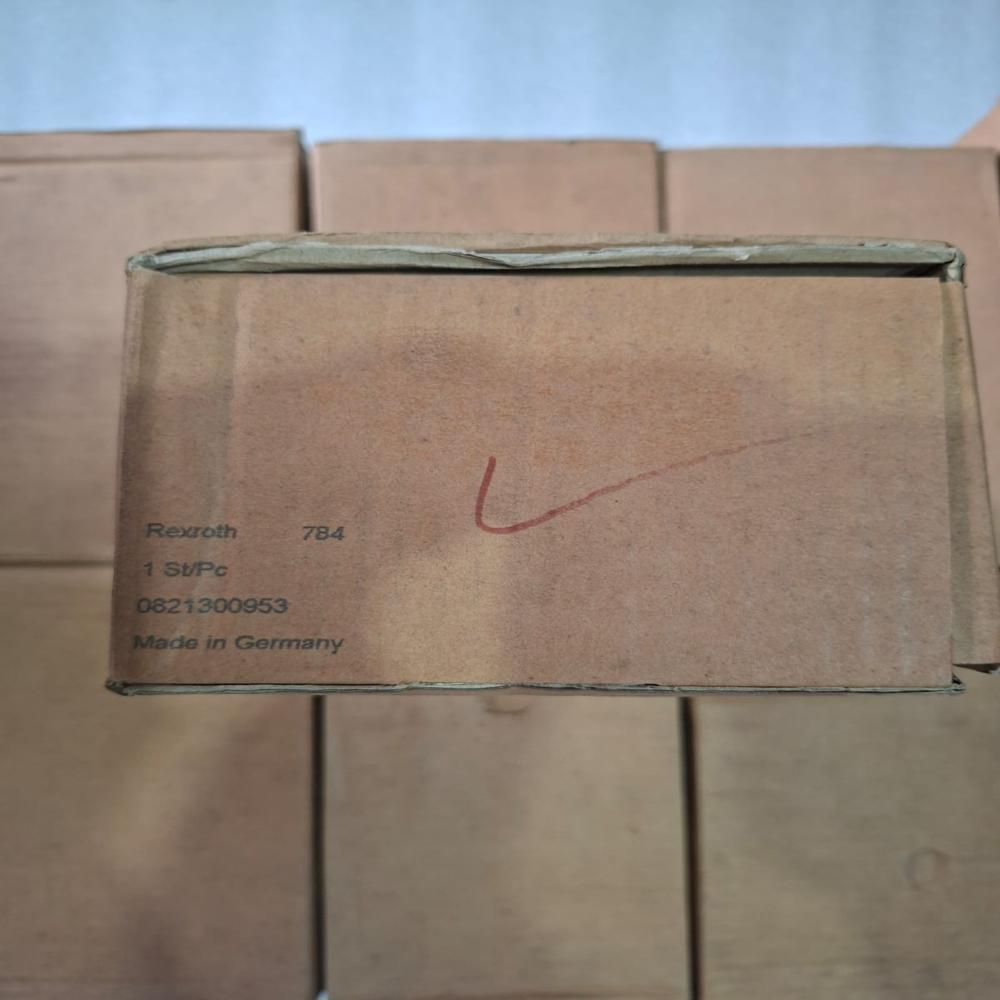 Rexroth 784
1 St/Pc
0821300953
Made in Germany